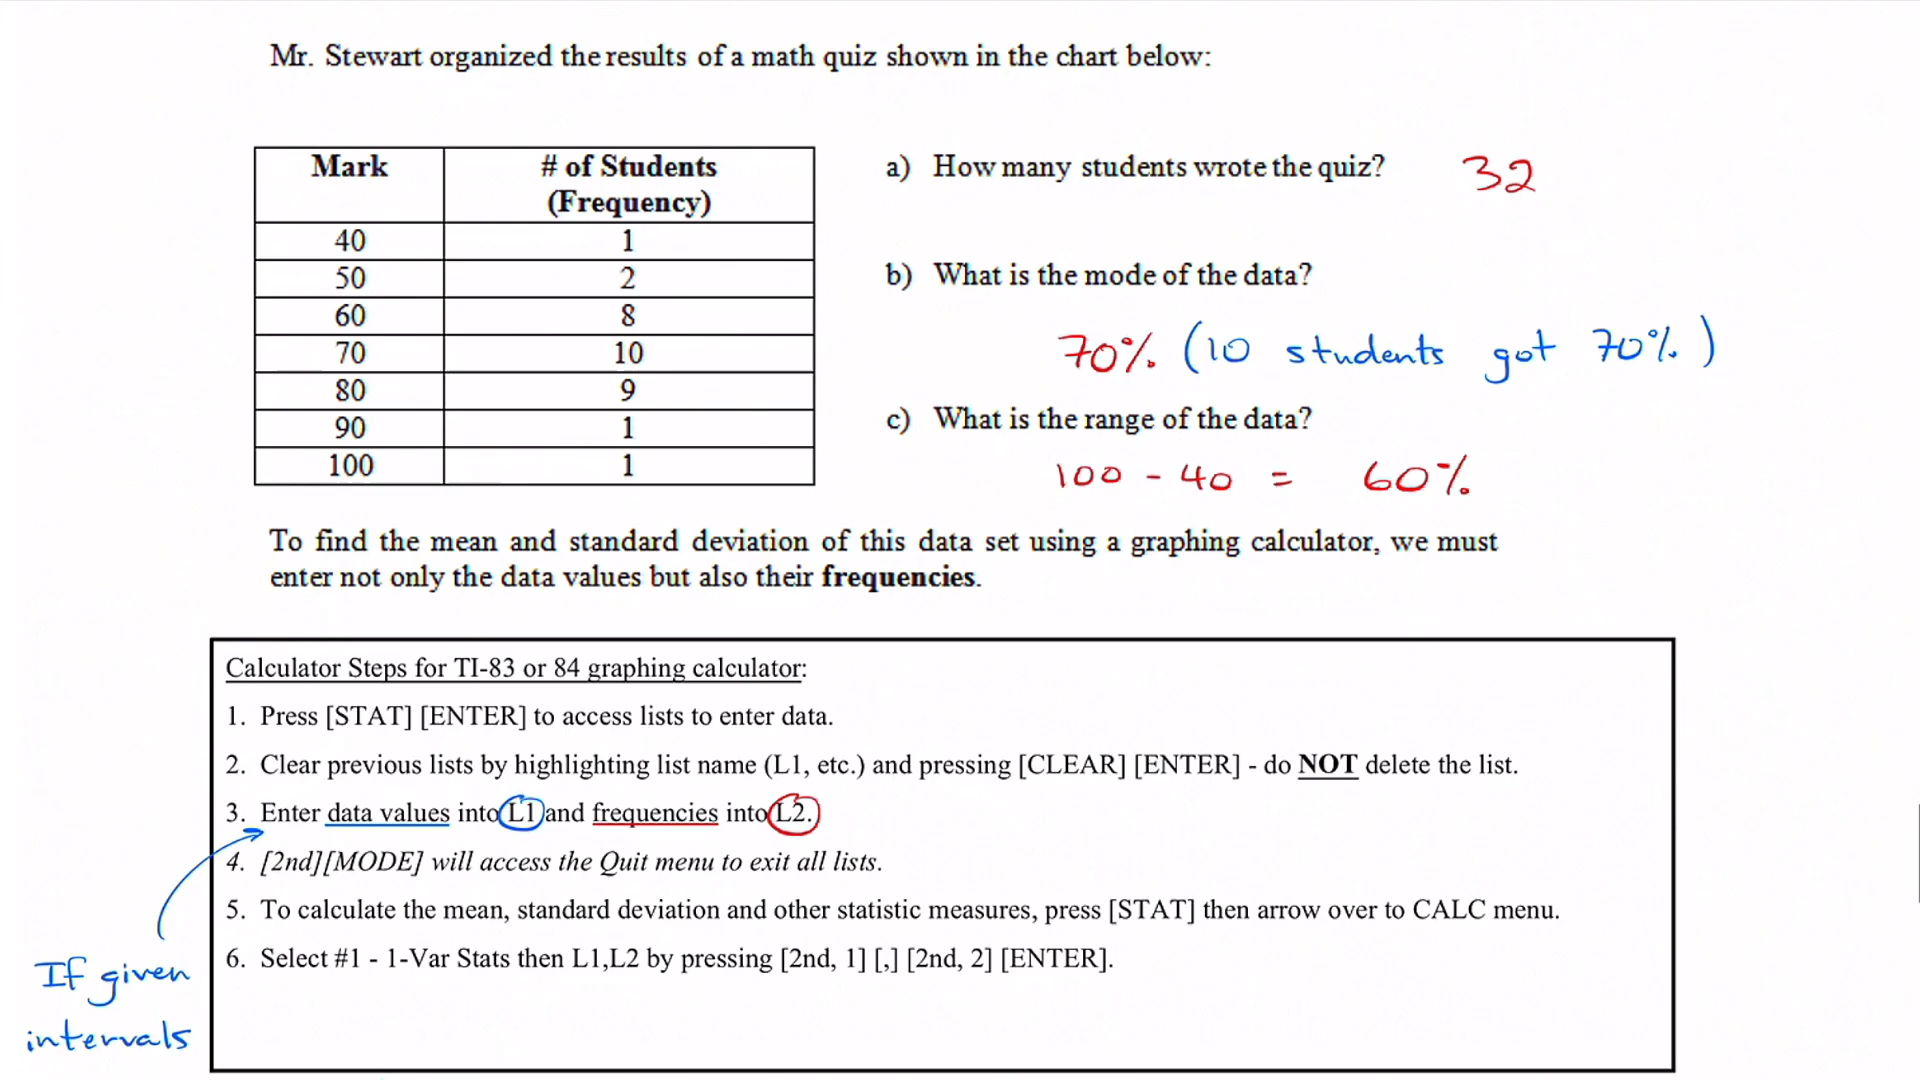 Mr. Stewart organized the results of a math quiz shown in the chart below:
Mark # of Students (Frequency)
40 1
50 2
60 8
70 10
80 9
90 1
100 1
a) How many students wrote the quiz? 32
b) What is the mode of the data?
70% (10 students got 70%)
c) What is the range of the data?
100 - 40 = 60%
To find the mean and standard deviation of this data set using a graphing calculator, we must
enter not only the data values but also their frequencies.
Calculator Steps for TI-83 or 84 graphing calculator:
1. Press [STAT] [ENTER] to access lists to enter data.
2. Clear previous lists by highlighting list name (L1, etc.) and pressing [CLEAR] [ENTER] - do NOT delete the list.
3. Enter data values into L1 and frequencies into L2.
4. [2nd][MODE] will access the Quit menu to exit all lists.
5. To calculate the mean, standard deviation and other statistic measures, press [STAT] then arrow over to CALC menu.
6. Select #1 - 1-Var Stats then L1,L2 by pressing [2nd, 1] [,] [2nd, 2] [ENTER].
If given
intervals